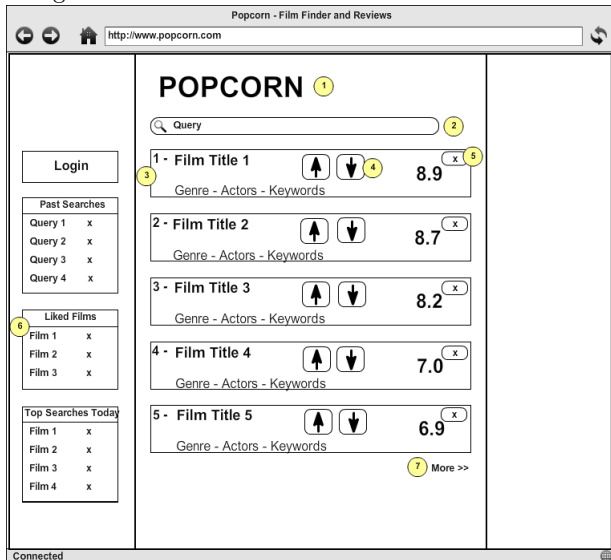 Popcorn - Film Finder and Reviews
http://www.popcorn.com
POPCORN 1
Query 2
Login
Past Searches
Query 1 x
Query 2 x
Query 3 x
Query 4 x
6
Liked Films
Film 1 x
Film 2 x
Film 3 x
Top Searches Today
Film 1 x
Film 2 x
Film 3 x
Film 4 x
3
1 - Film Title 1 4 8.9 x 5
Genre - Actors - Keywords
2 - Film Title 2 8.7 x
Genre - Actors - Keywords
3 - Film Title 3 8.2 x
Genre - Actors - Keywords
4 - Film Title 4 7.0 x
Genre - Actors - Keywords
5 - Film Title 5 6.9 x
Genre - Actors - Keywords
7 More >>
Connected